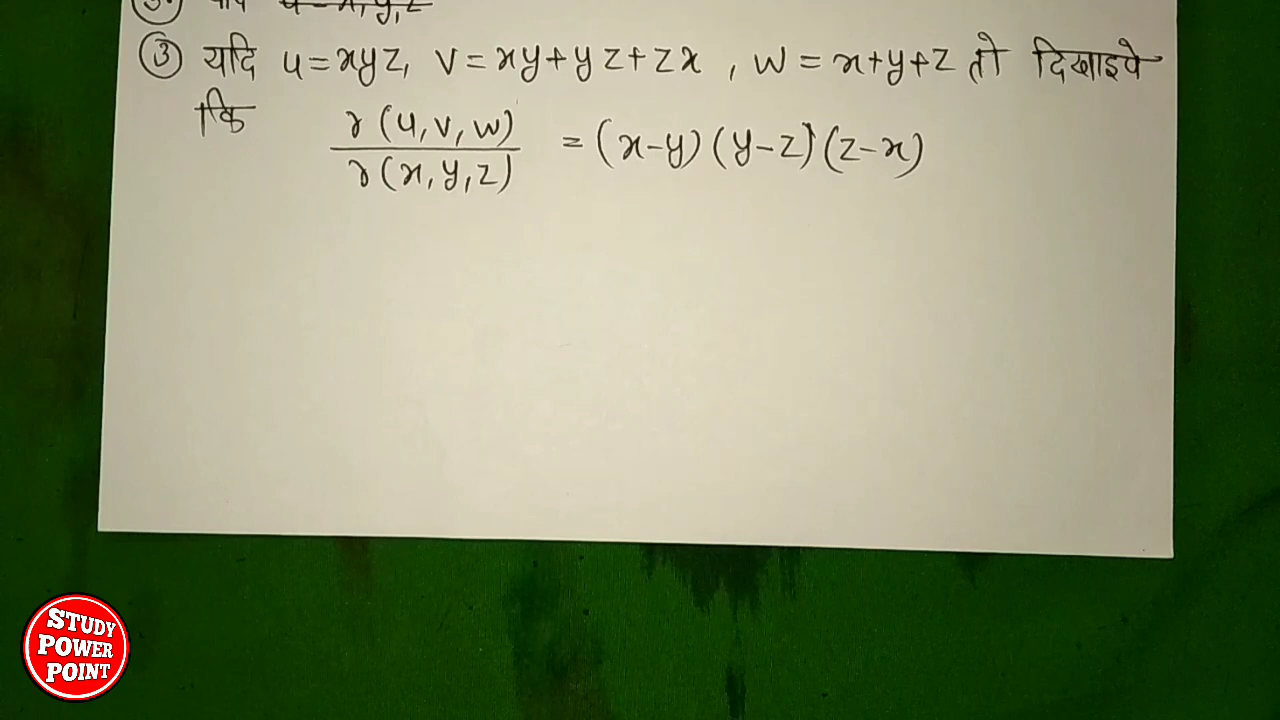 ③ यदि u=xyz, v=xy+yz+zx, w=x+y+z तो दिखाइये
कि ∂(u,v,w) / ∂(x,y,z) = (x-y)(y-z)(z-x)
STUDY
POWER
POINT